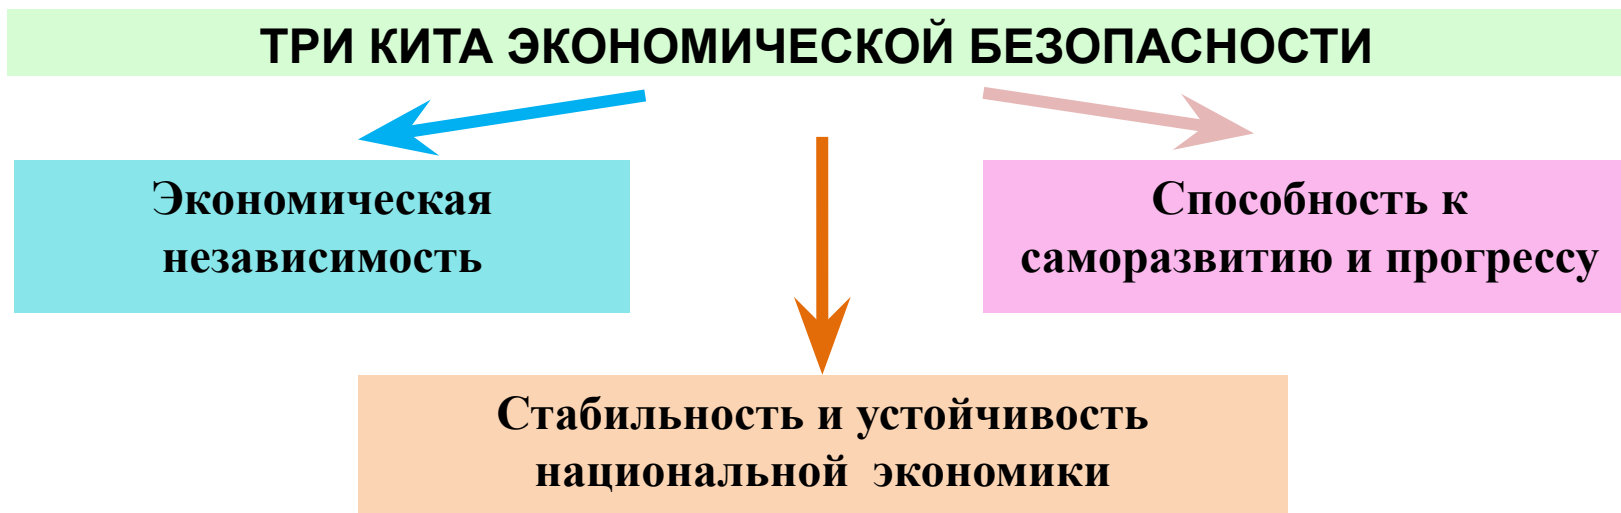 ТРИ КИТА ЭКОНОМИЧЕСКОЙ БЕЗОПАСНОСТИ
Экономическая
независимость
Способность к
саморазвитию и прогрессу
Стабильность и устойчивость
национальной экономики